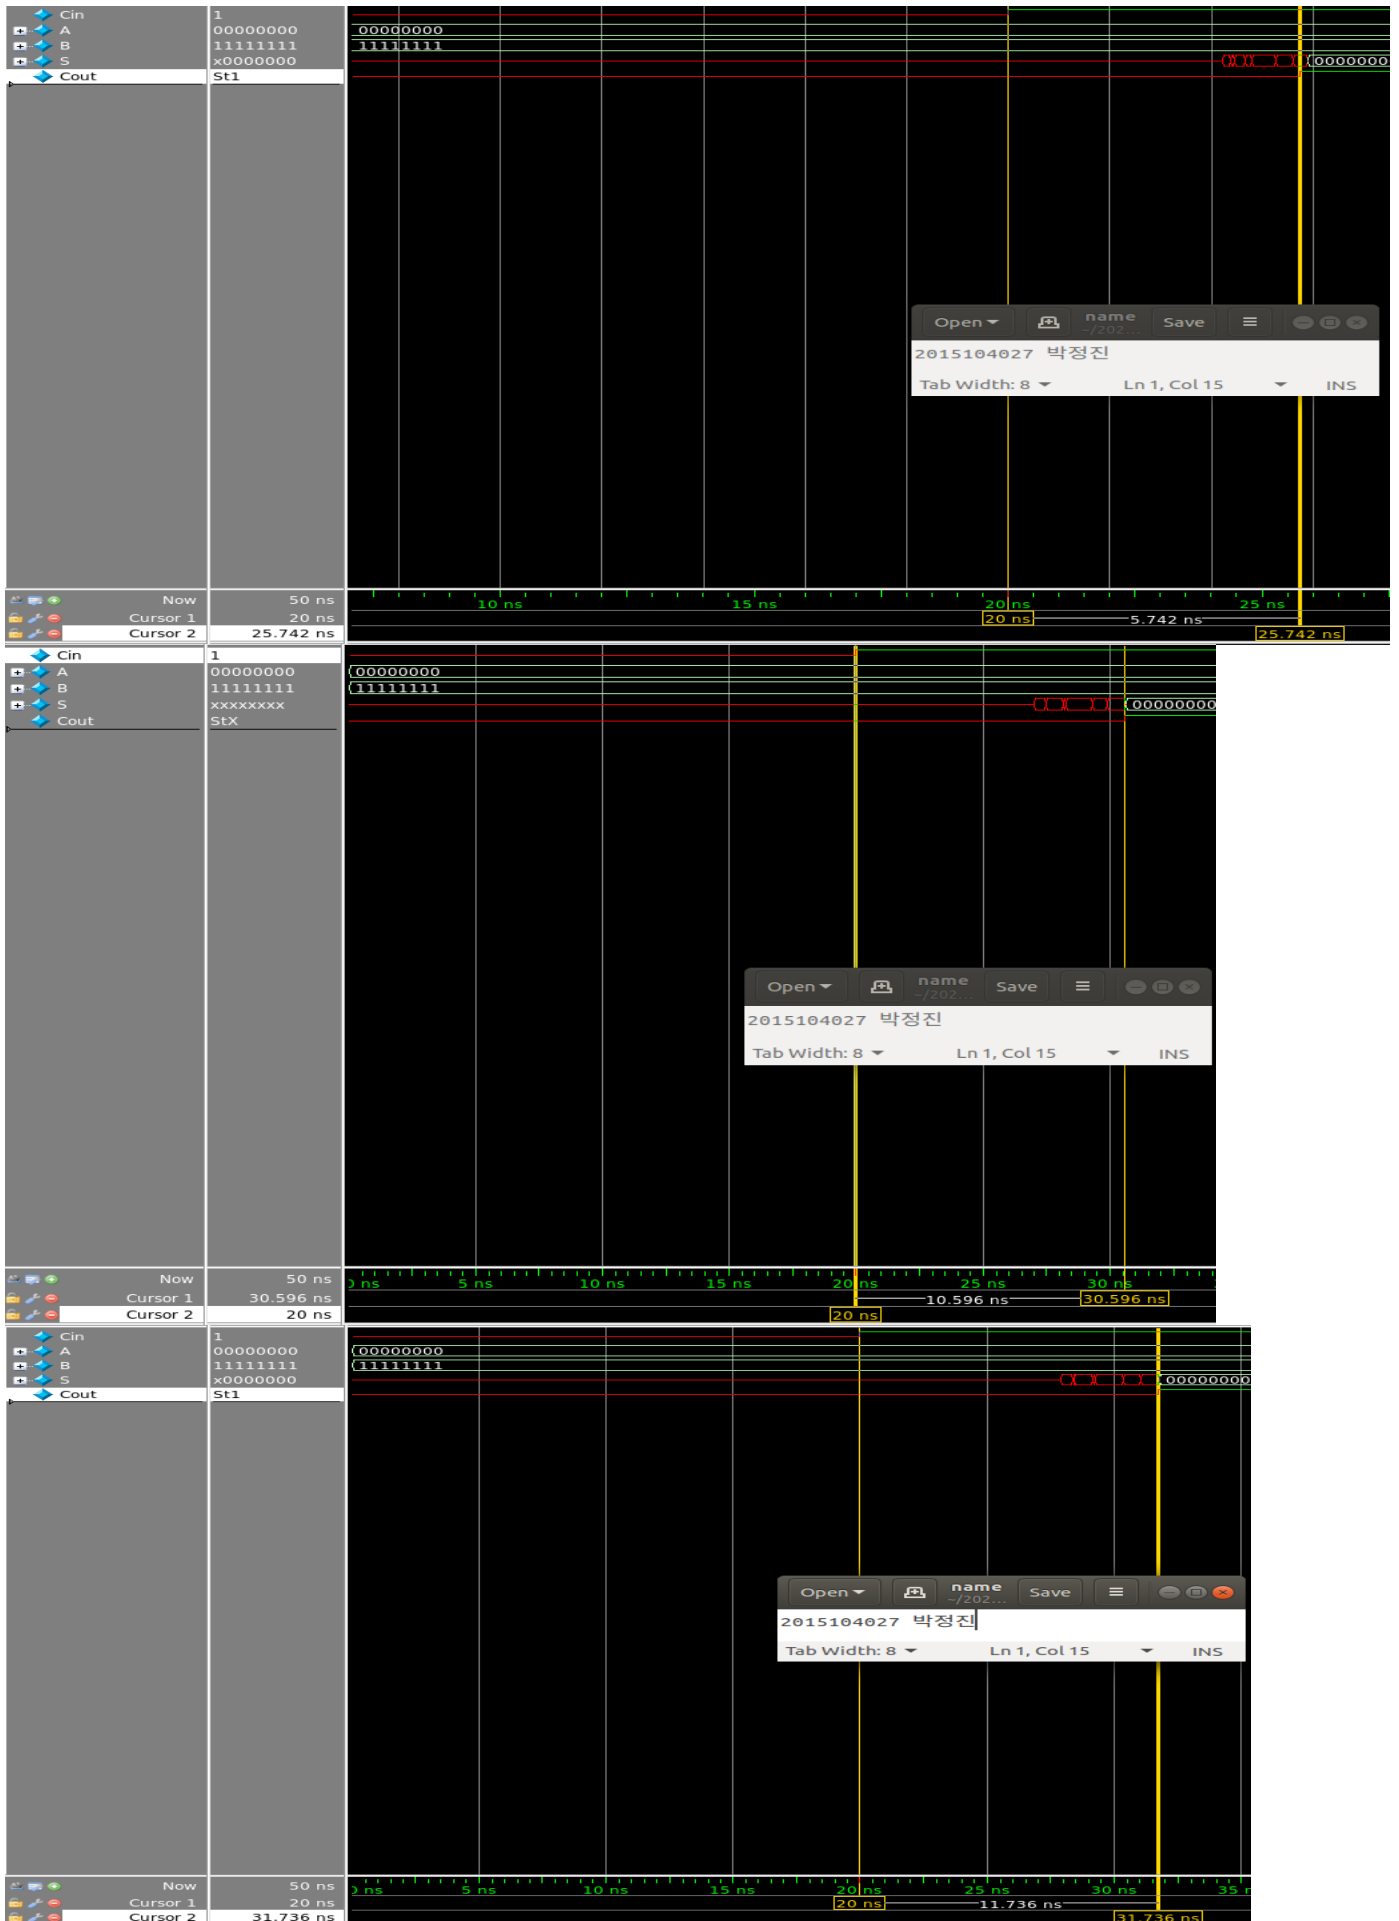 Cin 1
A 00000000 00000000
B 11111111 11111111
S x0000000 00000000
Cout St1
Open name Save
~/202...
2015104027 박정진
Tab Width: 8 Ln 1, Col 15 INS
Now 50 ns 10 ns 15 ns 20 ns 25 ns
Cursor 1 20 ns 20 ns 5.742 ns
Cursor 2 25.742 ns 25.742 ns
Cin 1
A 00000000 00000000
B 11111111 11111111
S xxxxxxxx 00000000
Cout StX
Open name Save
~/202...
2015104027 박정진
Tab Width: 8 Ln 1, Col 15 INS
Now 50 ns ns 5 ns 10 ns 15 ns 20 ns 25 ns 30 ns
Cursor 1 30.596 ns 10.596 ns 30.596 ns
Cursor 2 20 ns 20 ns
Cin 1
A 00000000 00000000
B 11111111 11111111
S x0000000 00000000
Cout St1
Open name Save
~/202...
2015104027 박정진
Tab Width: 8 Ln 1, Col 15 INS
Now 50 ns ns 5 ns 10 ns 15 ns 20 ns 25 ns 30 ns 35
Cursor 1 20 ns 20 ns 11.736 ns
Cursor 2 31.736 ns 31.736 ns